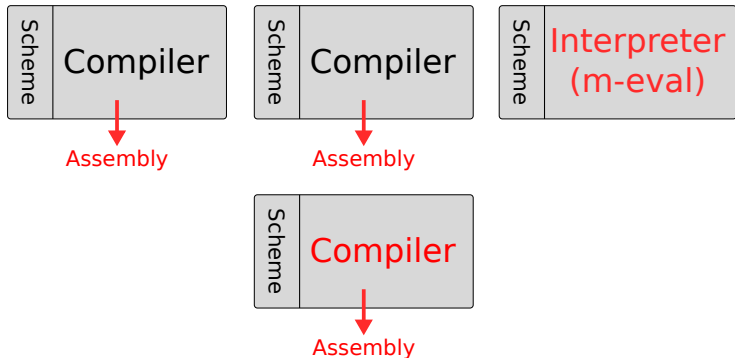 Scheme
Compiler
Assembly
Scheme
Compiler
Assembly
Scheme
Interpreter
(m-eval)
Scheme
Compiler
Assembly